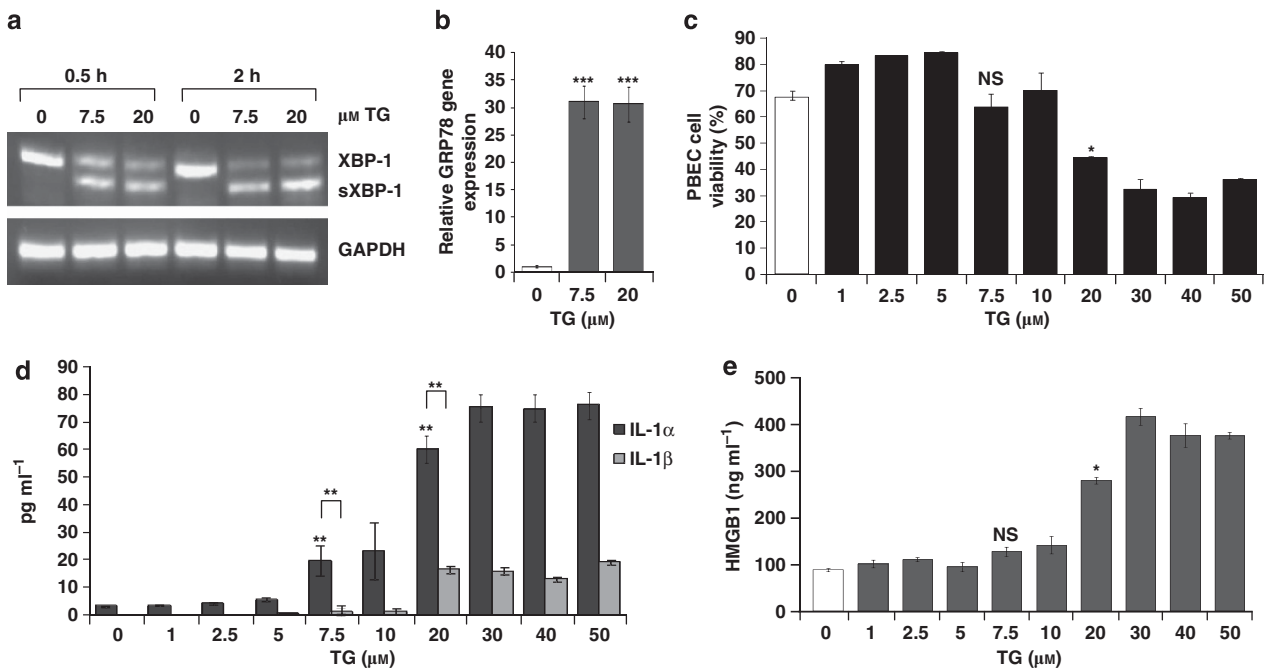 a
0.5 h 2 h
0 7.5 20 0 7.5 20 μM TG
XBP-1
sXBP-1
GAPDH
b
Relative GRP78 gene
expression
40
35
30
25
20
15
10
5
0
*** ***
0 7.5 20
TG (μM)
c
PBEC cell
viability (%)
90
80
70
60
50
40
30
20
10
0
NS
*
0 1 2.5 5 7.5 10 20 30 40 50
TG (μM)
d
pg ml–1
90
80
70
60
50
40
30
20
10
0
**
**
**
**
IL-1α
IL-1β
0 1 2.5 5 7.5 10 20 30 40 50
TG (μM)
e
HMGB1 (ng ml–1)
500
400
300
200
100
0
NS
*
0 1 2.5 5 7.5 10 20 30 40 50
TG (μM)